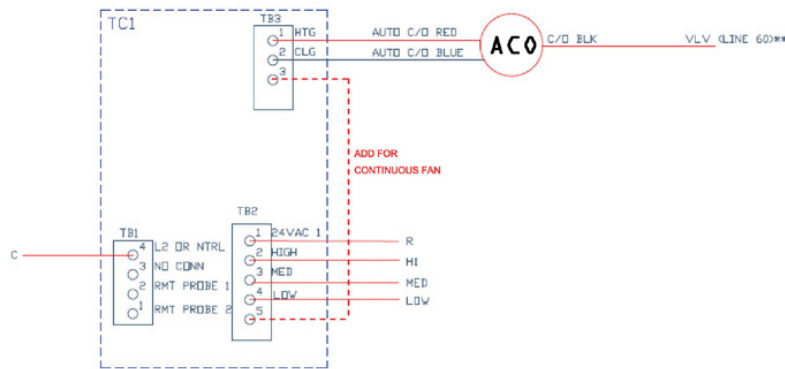 TC1
TB3
1 HTG
AUTO C/O RED
2 CLG
AUTO C/O BLUE
3
ACO
C/O BLK
VLV (LINE 60)**
ADD FOR
CONTINUOUS FAN
TB1
C
4 L2 OR NTRL
3 NO CONN
2 RMT PROBE 1
1 RMT PROBE 2
TB2
1 24VAC 1
R
2 HIGH
HI
3 MED
MED
4 LOW
LOW
5